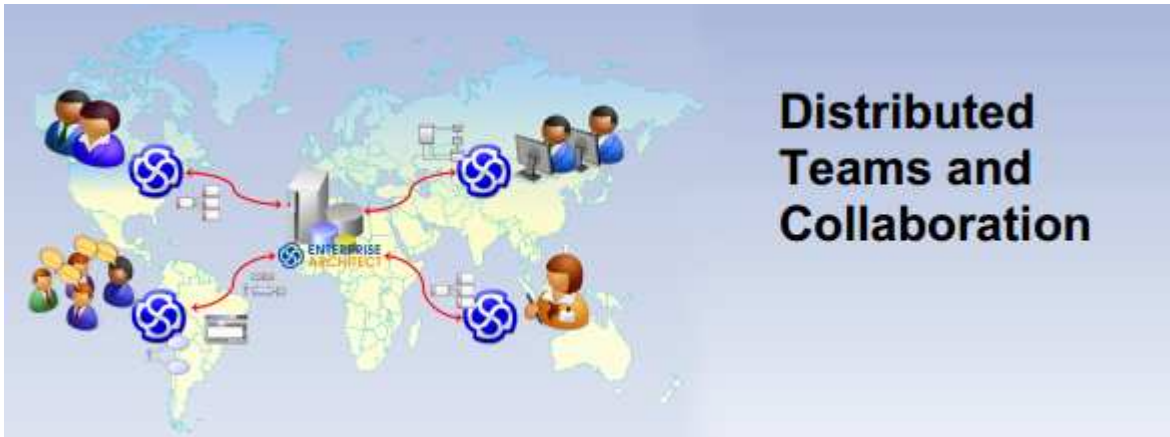 ENTERPRISE
ARCHITECT
Distributed
Teams and
Collaboration